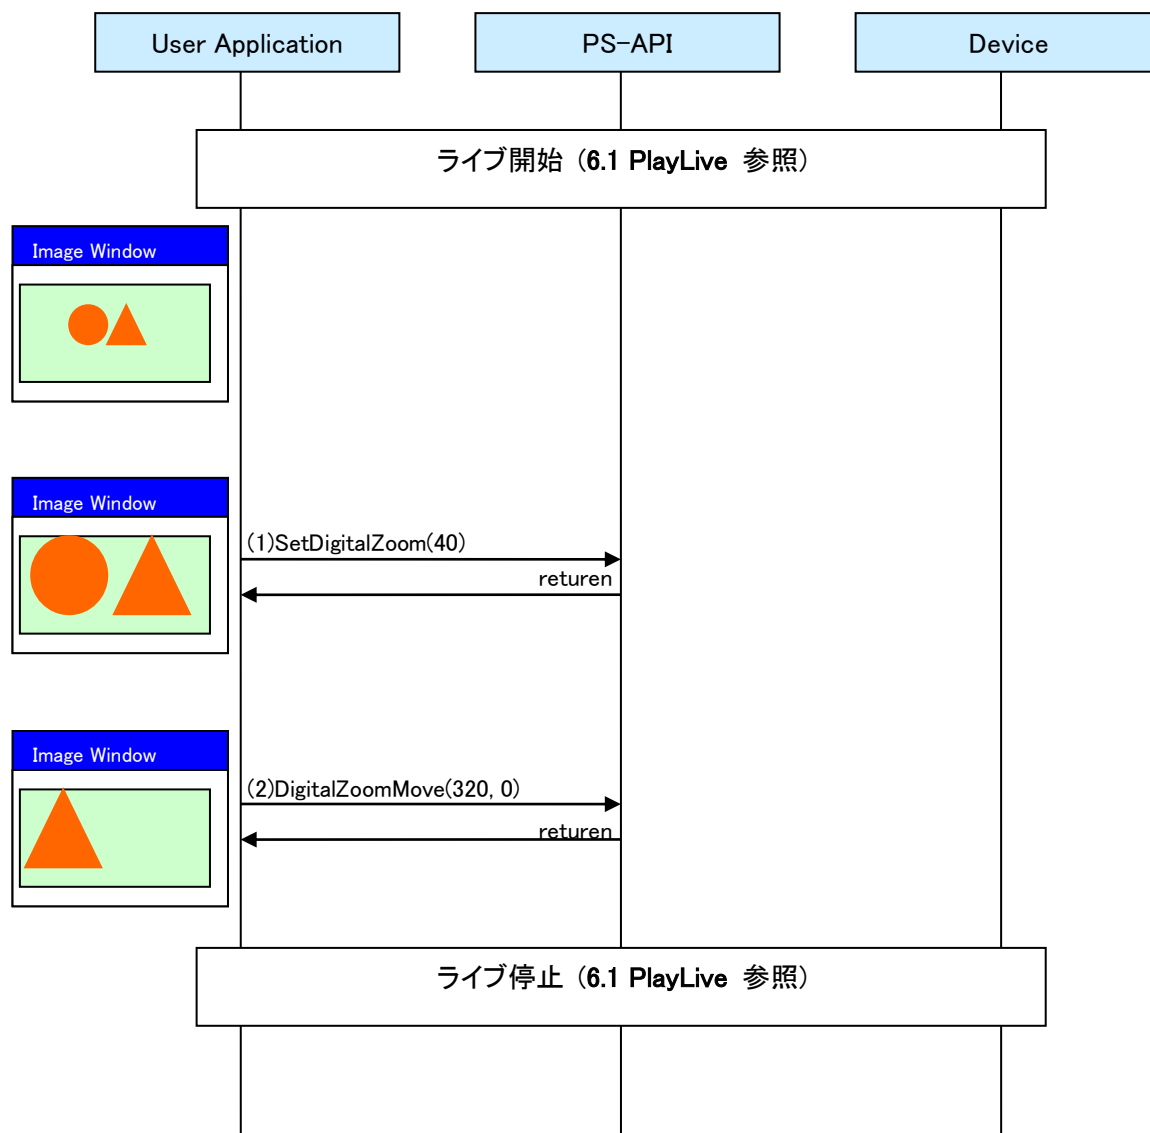 User Application
PS-API
Device
ライブ開始 (6.1 PlayLive 参照)
Image Window
Image Window
(1)SetDigitalZoom(40)
returen
Image Window
(2)DigitalZoomMove(320, 0)
returen
ライブ停止 (6.1 PlayLive 参照)